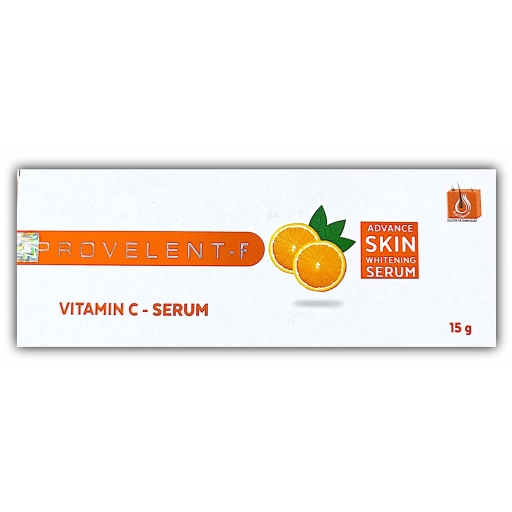 PROVELENT-F
ADVANCE
SKIN
WHITENING
SERUM
VITAMIN C - SERUM
15 g